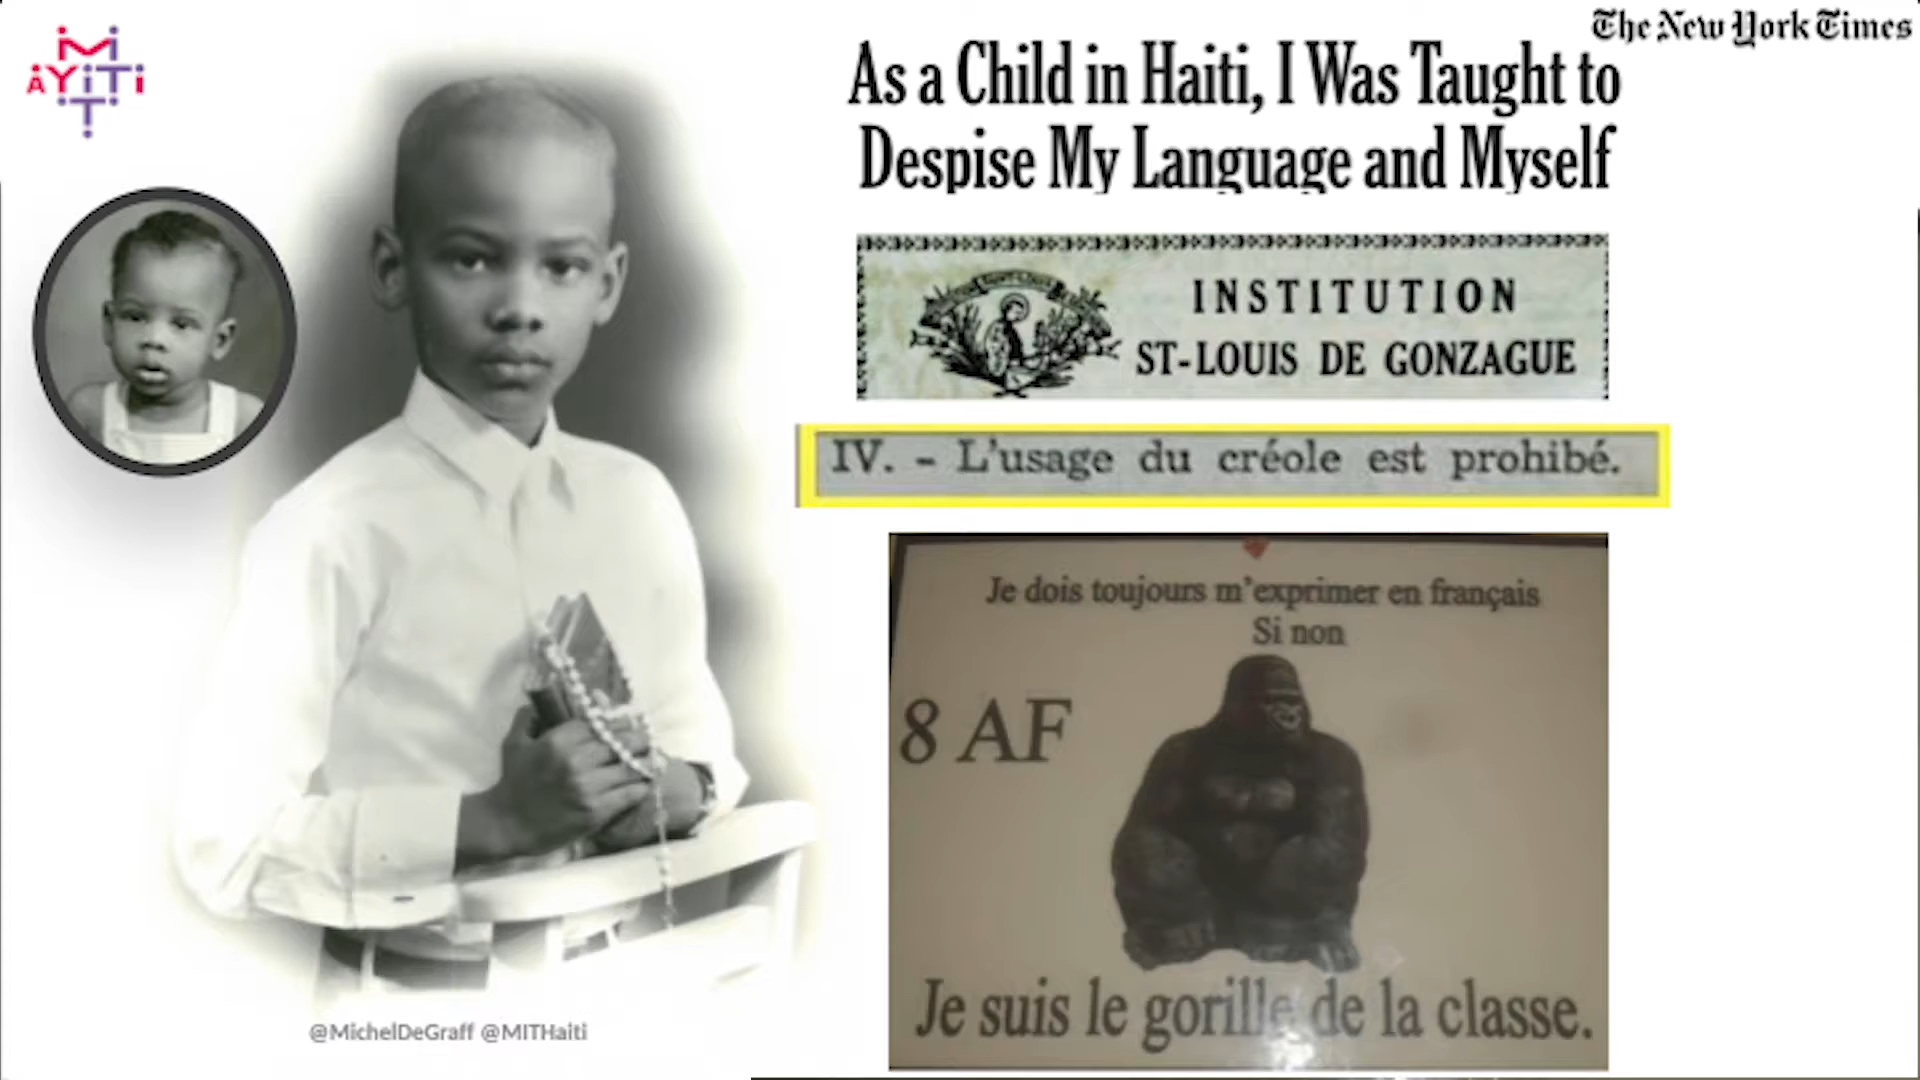 MIT
AYiTi
The New York Times
As a Child in Haiti, I Was Taught to
Despise My Language and Myself
INSTITUTION
ST-LOUIS DE GONZAGUE
IV. - L'usage du créole est prohibé.
Je dois toujours m'exprimer en français
Si non
8 AF
Je suis le gorille de la classe.
@MichelDeGraff @MITHaiti